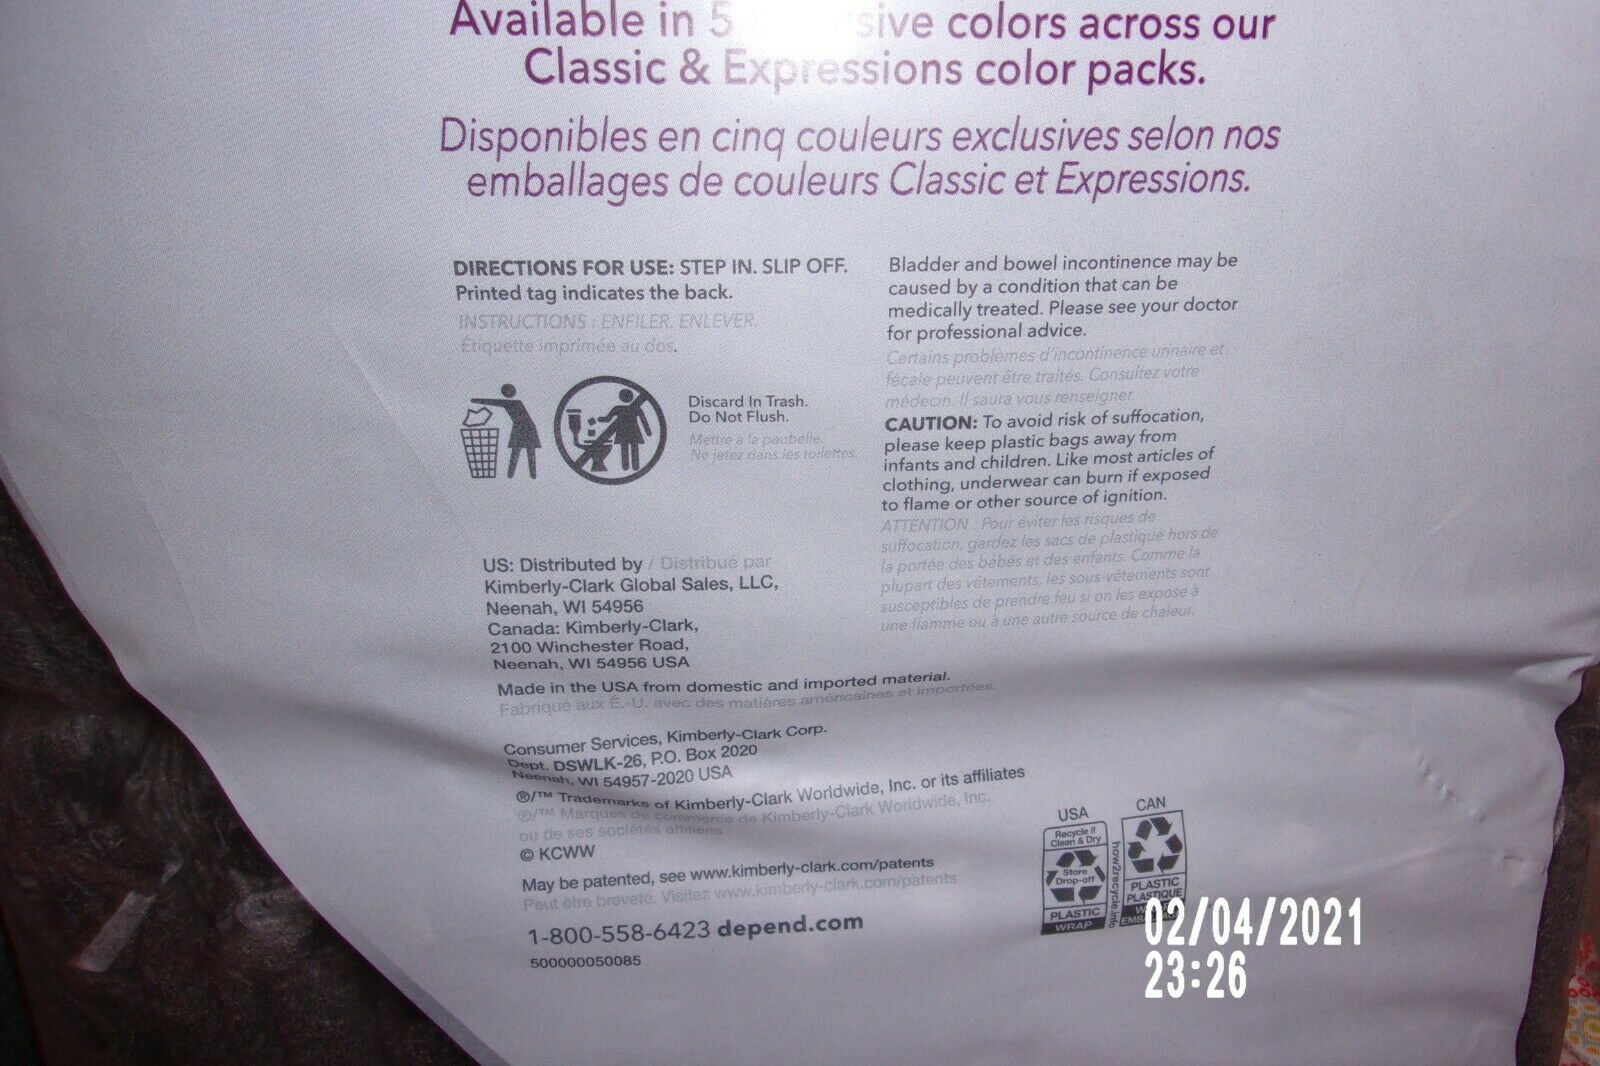 Available in 5 sive colors across our
Classic & Expressions color packs.
Disponibles en cinq couleurs exclusives selon nos
emballages de couleurs Classic et Expressions.
DIRECTIONS FOR USE: STEP IN. SLIP OFF.
Printed tag indicates the back.
INSTRUCTIONS : ENFILER. ENLEVER.
Étiquette imprimée au dos.
Discard In Trash.
Do Not Flush.
Mettre à la poubelle.
Ne jetez dans les toilettes.
Bladder and bowel incontinence may be
caused by a condition that can be
medically treated. Please see your doctor
for professional advice.
Certains problèmes d'incontinence urinaire et
fécale peuvent être traités. Consultez votre
médecin. Il saura vous renseigner.
CAUTION: To avoid risk of suffocation,
please keep plastic bags away from
infants and children. Like most articles of
clothing, underwear can burn if exposed
to flame or other source of ignition.
ATTENTION : Pour éviter les risques de
suffocation, gardez les sacs de plastique hors de
la portée des bébés et des enfants. Comme la
plupart des vêtements, les sous-vêtements sont
susceptibles de prendre feu si on les expose à
une flamme ou à une autre source de chaleur.
US: Distributed by / Distribué par
Kimberly-Clark Global Sales, LLC,
Neenah, WI 54956
Canada: Kimberly-Clark,
2100 Winchester Road,
Neenah, WI 54956 USA
Made in the USA from domestic and imported material.
Fabriqué aux É.-U. avec des matières américaines et importées.
Consumer Services, Kimberly-Clark Corp.
Dept. DSWLK-26, P.O. Box 2020
Neenah, WI 54957-2020 USA
®/™ Trademarks of Kimberly-Clark Worldwide, Inc. or its affiliates
®/™ Marques de commerce de Kimberly-Clark Worldwide, Inc.
ou de ses sociétés affiliées
© KCWW
May be patented, see www.kimberly-clark.com/patents
Peut être breveté. Visitez www.kimberly-clark.com/patents
1-800-558-6423 depend.com
500000050085
USA
Recycle if
Clean & Dry
Store
Drop-off
PLASTIC
WRAP
how2recycle.info
CAN
PLASTIC
PLASTIQUE
02/04/2021
23:26